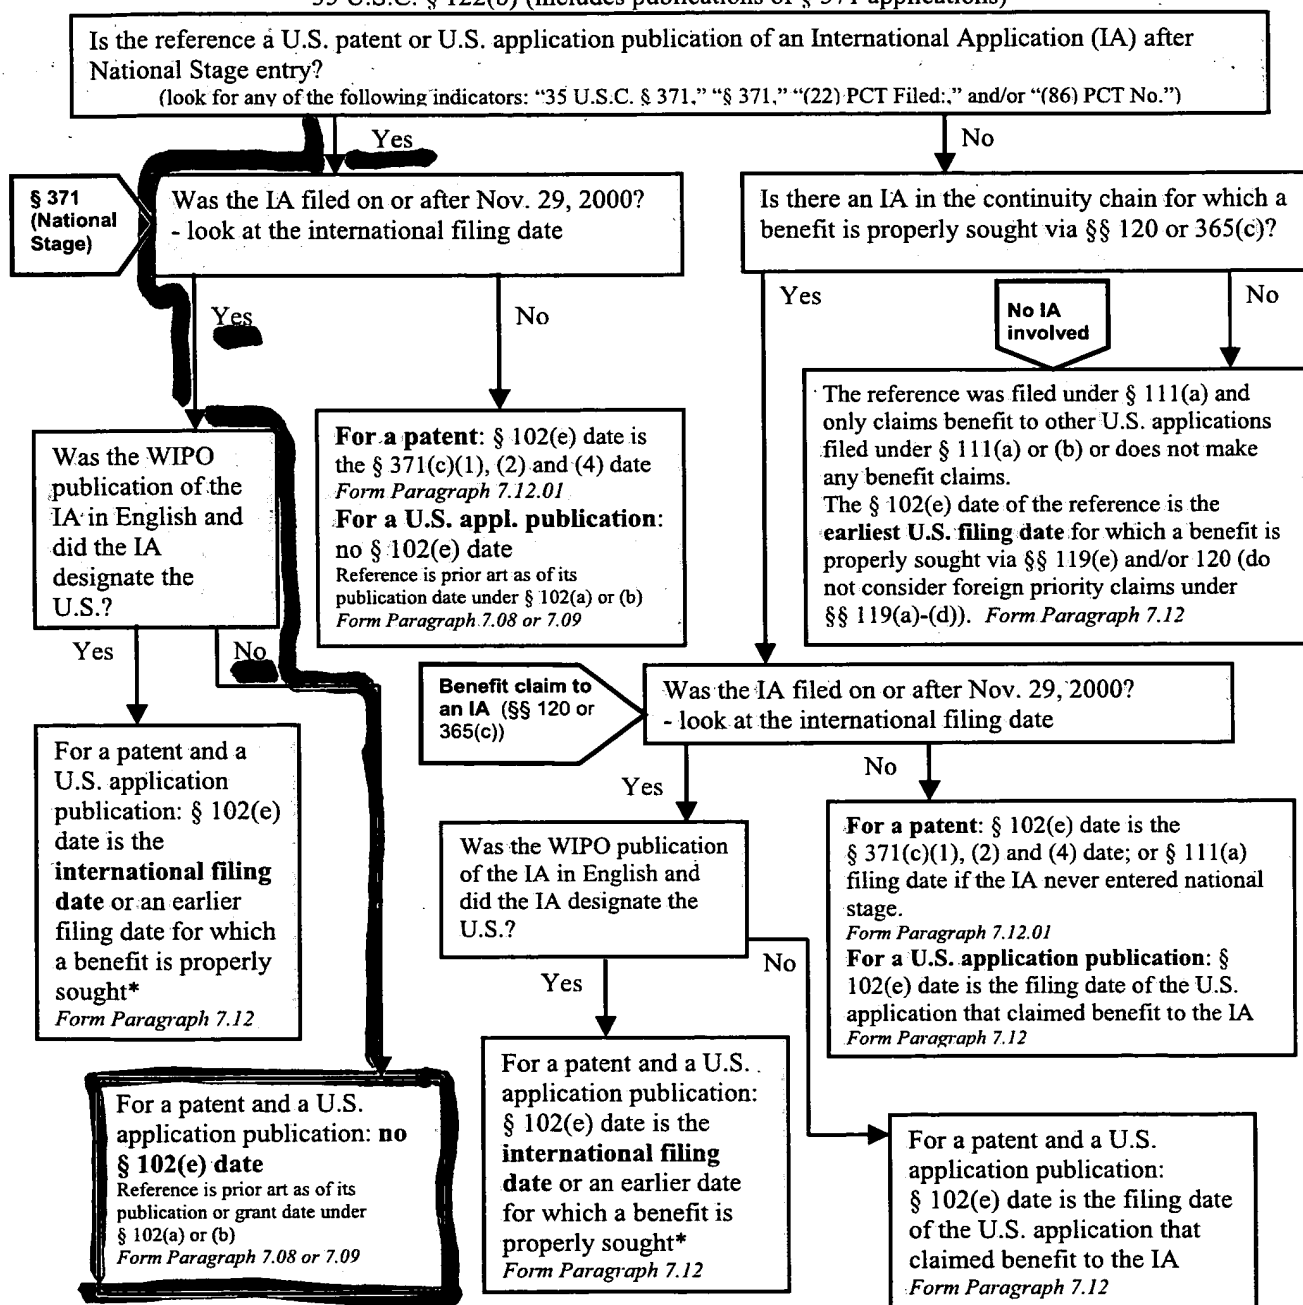 35 U.S.C. § 122(b) (includes publications of § 371 applications)
Is the reference a U.S. patent or U.S. application publication of an International Application (IA) after
National Stage entry?
(look for any of the following indicators: “35 U.S.C. § 371,” “§ 371,” “(22) PCT Filed:,” and/or “(86) PCT No.”)
Yes
No
§ 371
(National
Stage)
Was the IA filed on or after Nov. 29, 2000?
- look at the international filing date
Is there an IA in the continuity chain for which a
benefit is properly sought via §§ 120 or 365(c)?
Yes
No
Yes
No IA
involved
No
Was the WIPO
publication of the
IA in English and
did the IA
designate the
U.S.?
For a patent: § 102(e) date is
the § 371(c)(1), (2) and (4) date
Form Paragraph 7.12.01
For a U.S. appl. publication:
no § 102(e) date
Reference is prior art as of its
publication date under § 102(a) or (b)
Form Paragraph 7.08 or 7.09
The reference was filed under § 111(a) and
only claims benefit to other U.S. applications
filed under § 111(a) or (b) or does not make
any benefit claims.
The § 102(e) date of the reference is the
earliest U.S. filing date for which a benefit is
properly sought via §§ 119(e) and/or 120 (do
not consider foreign priority claims under
§§ 119(a)-(d)). Form Paragraph 7.12
Yes
No
Benefit claim to
an IA (§§ 120 or
365(c))
Was the IA filed on or after Nov. 29, 2000?
- look at the international filing date
Yes
No
For a patent and a
U.S. application
publication: § 102(e)
date is the
international filing
date or an earlier
filing date for which
a benefit is properly
sought*
Form Paragraph 7.12
Was the WIPO publication
of the IA in English and
did the IA designate the
U.S.?
For a patent: § 102(e) date is the
§ 371(c)(1), (2) and (4) date; or § 111(a)
filing date if the IA never entered national
stage.
Form Paragraph 7.12.01
For a U.S. application publication: §
102(e) date is the filing date of the U.S.
application that claimed benefit to the IA
Form Paragraph 7.12
Yes
No
For a patent and a U.S.
application publication: no
§ 102(e) date
Reference is prior art as of its
publication or grant date under
§ 102(a) or (b)
Form Paragraph 7.08 or 7.09
For a patent and a U.S.
application publication:
§ 102(e) date is the
international filing
date or an earlier date
for which a benefit is
properly sought*
Form Paragraph 7.12
For a patent and a U.S.
application publication:
§ 102(e) date is the filing date
of the U.S. application that
claimed benefit to the IA
Form Paragraph 7.12